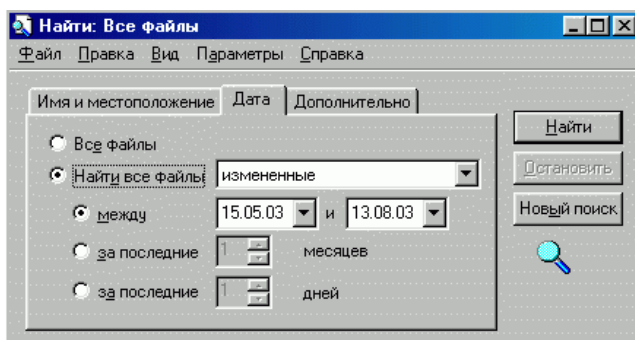 Найти: Все файлы
Файл Правка Вид Параметры Справка
Имя и местоположение Дата Дополнительно
Найти
Все файлы
Остановить
Найти все файлы измененные
между 15.05.03 и 13.08.03
Новый поиск
за последние 1 месяцев
за последние 1 дней